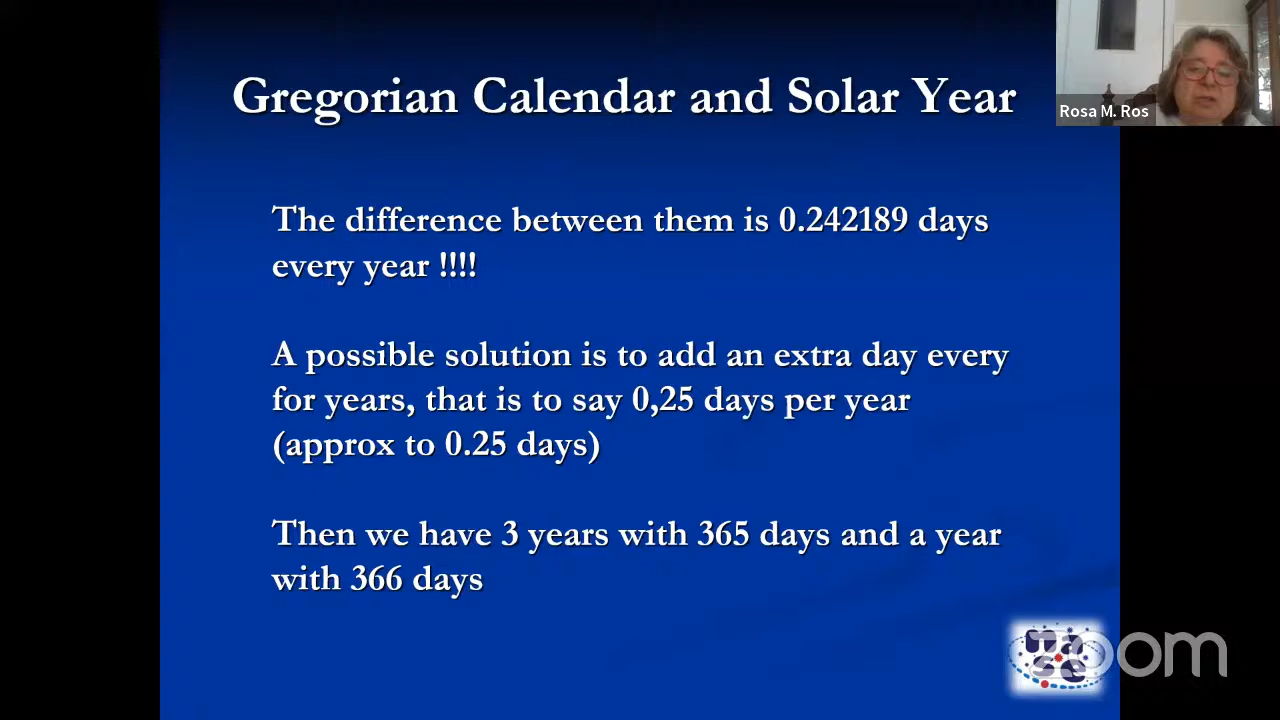 Gregorian Calendar and Solar Year
Rosa M. Ros
The difference between them is 0.242189 days
every year !!!!
A possible solution is to add an extra day every
for years, that is to say 0,25 days per year
(approx to 0.25 days)
Then we have 3 years with 365 days and a year
with 366 days
zoom